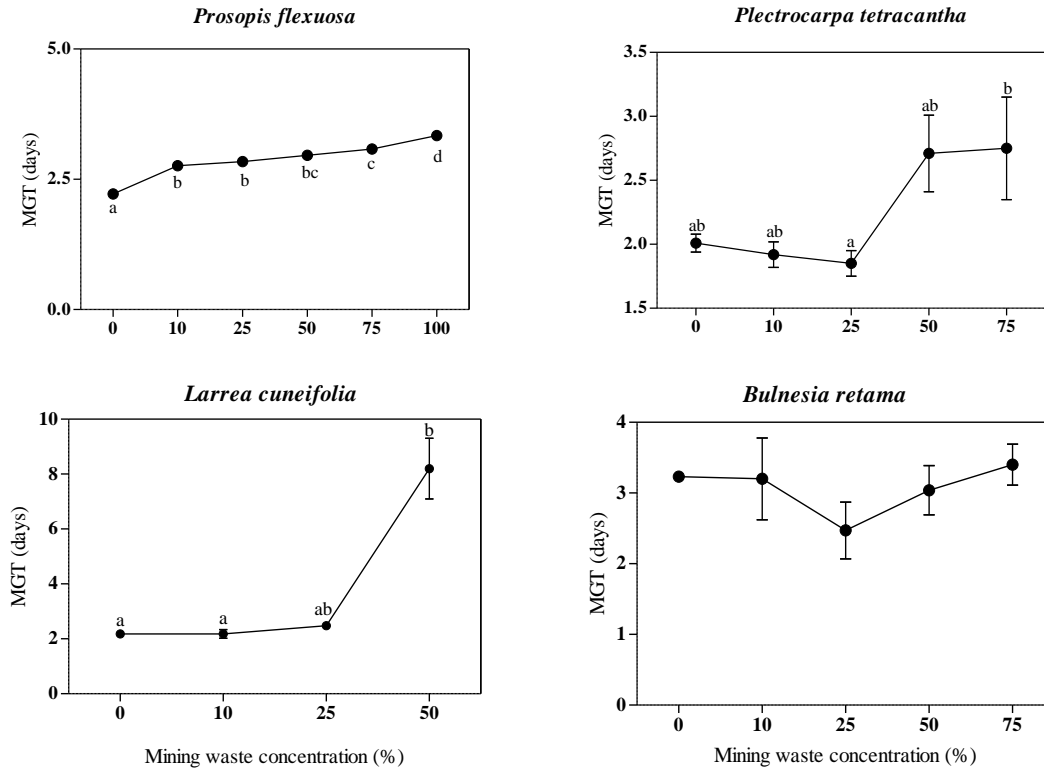 Prosopis flexuosa
MGT (days)
5.0
2.5
0.0
a
b
b
bc
c
d
0 10 25 50 75 100
Plectrocarpa tetracantha
MGT (days)
3.5
3.0
2.5
2.0
1.5
ab
ab
a
ab
b
0 10 25 50 75
Larrea cuneifolia
MGT (days)
10
8
6
4
2
0
a
a
ab
b
0 10 25 50
Mining waste concentration (%)
Bulnesia retama
MGT (days)
4
3
2
1
0
0 10 25 50 75
Mining waste concentration (%)